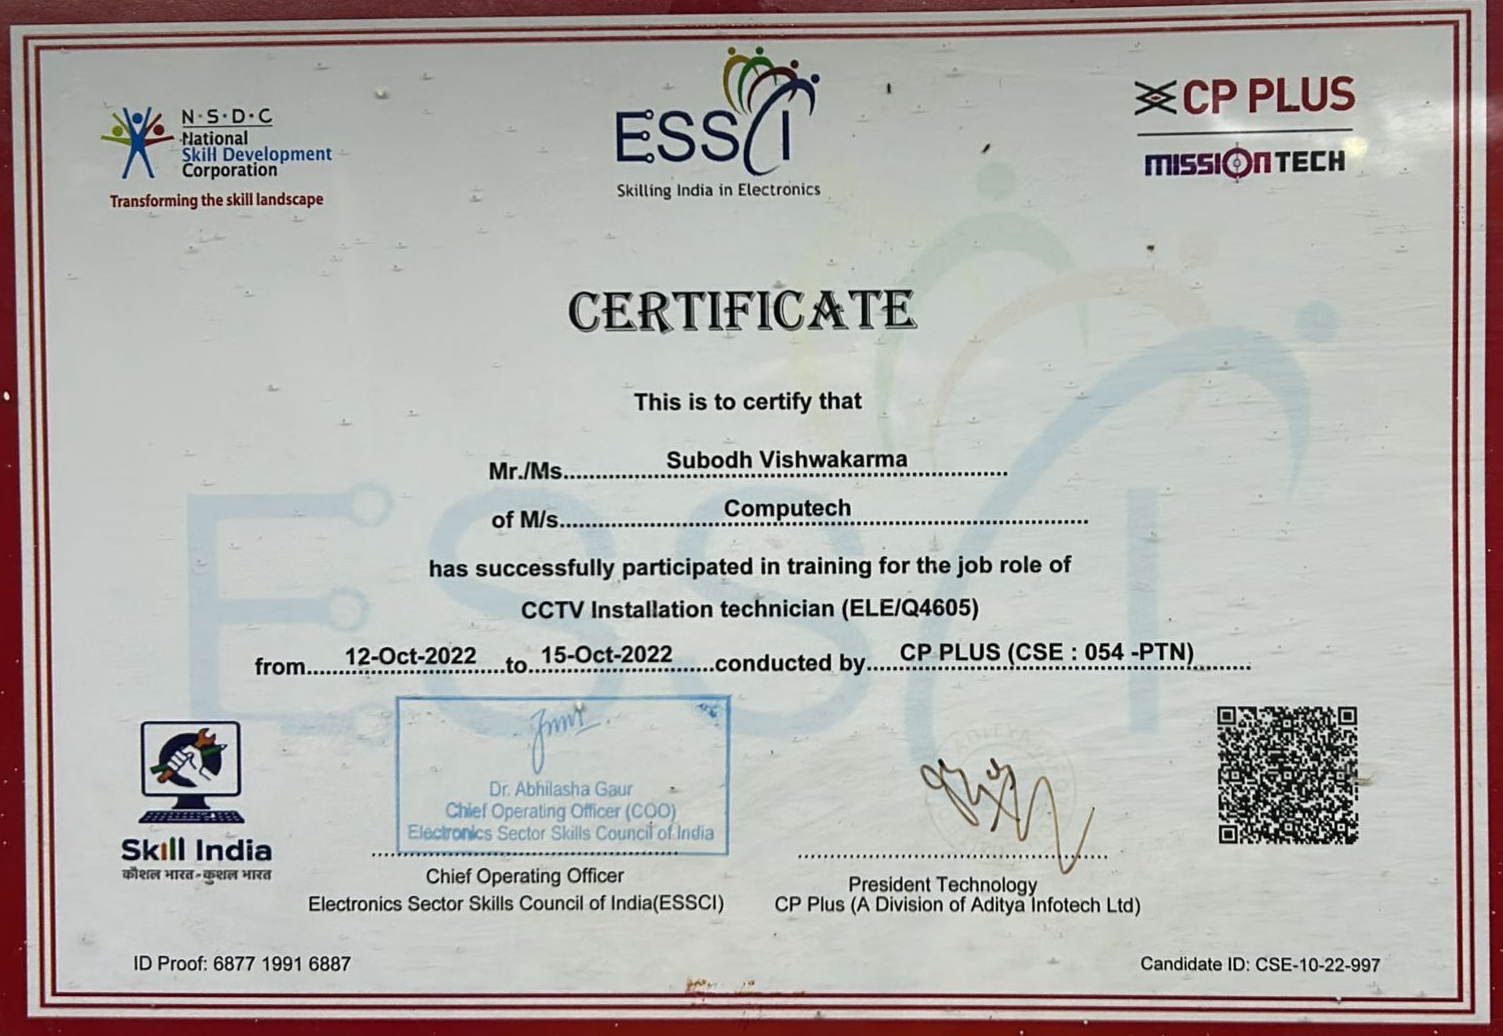 N·S·D·C
National
Skill Development
Corporation
Transforming the skill landscape
ESSCI
Skilling India in Electronics
CP PLUS
MISSION TECH
CERTIFICATE
This is to certify that
Mr./Ms. Subodh Vishwakarma
of M/s. Computech
has successfully participated in training for the job role of
CCTV Installation technician (ELE/Q4605)
from 12-Oct-2022 to 15-Oct-2022 conducted by CP PLUS (CSE : 054 -PTN)
Dr. Abhilasha Gaur
Chief Operating Officer (COO)
Electronics Sector Skills Council of India
Chief Operating Officer
Electronics Sector Skills Council of India(ESSCI)
President Technology
CP Plus (A Division of Aditya Infotech Ltd)
Skill India
कौशल भारत-कुशल भारत
ID Proof: 6877 1991 6887
Candidate ID: CSE-10-22-997